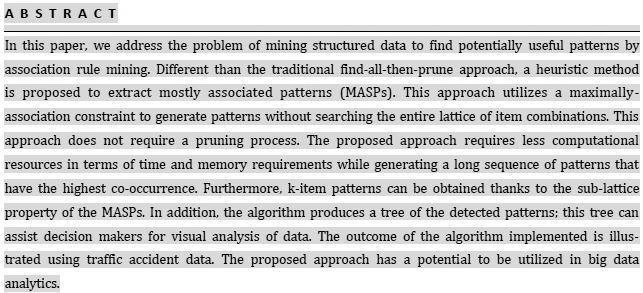 A B S T R A C T
In this paper, we address the problem of mining structured data to find potentially useful patterns by
association rule mining. Different than the traditional find-all-then-prune approach, a heuristic method
is proposed to extract mostly associated patterns (MASPs). This approach utilizes a maximally-
association constraint to generate patterns without searching the entire lattice of item combinations. This
approach does not require a pruning process. The proposed approach requires less computational
resources in terms of time and memory requirements while generating a long sequence of patterns that
have the highest co-occurrence. Furthermore, k-item patterns can be obtained thanks to the sub-lattice
property of the MASPs. In addition, the algorithm produces a tree of the detected patterns; this tree can
assist decision makers for visual analysis of data. The outcome of the algorithm implemented is illus-
trated using traffic accident data. The proposed approach has a potential to be utilized in big data
analytics.